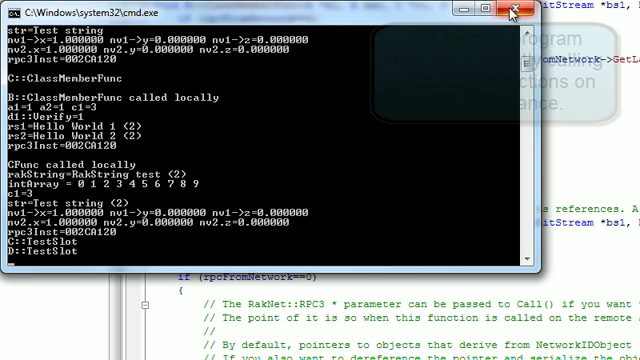 C:\Windows\system32\cmd.exe
str=Test string
nv1->x=1.000000 nv1->y=0.000000 nv1->z=0.000000
nv2.x=1.000000 nv2.y=0.000000 nv2.z=0.000000
rpc3Inst=002CA120
C::ClassMemberFunc
B::ClassMemberFunc called locally
a1=1 a2=1 c1=3
d1::Verify=1
rs1=Hello World 1 (2)
rs2=Hello World 2 (2)
rpc3Inst=002CA120
CFunc called locally
rakString=RakString test (2)
intArray = 0 1 2 3 4 5 6 7 8 9
c1=3
str=Test string (2)
nv1->x=1.000000 nv1->y=0.000000 nv1->z=0.000000
nv2.x=1.000000 nv2.y=0.000000 nv2.z=0.000000
rpc3Inst=002CA120
C::TestSlot
D::TestSlot
itStream *bs1,
program
omNetwork->GetLa
calling
functions on
s references. A
itStream *bs1,
if (rpcFromNetwork==0)
{
// The RakNet::RPC3 * parameter can be passed to Call() if you want
// The point of it is so when this function is called on the remote
//
// By default, pointers to objects that derive from NetworkIDObject
// If you also want to dereference the pointer and serialize the ob